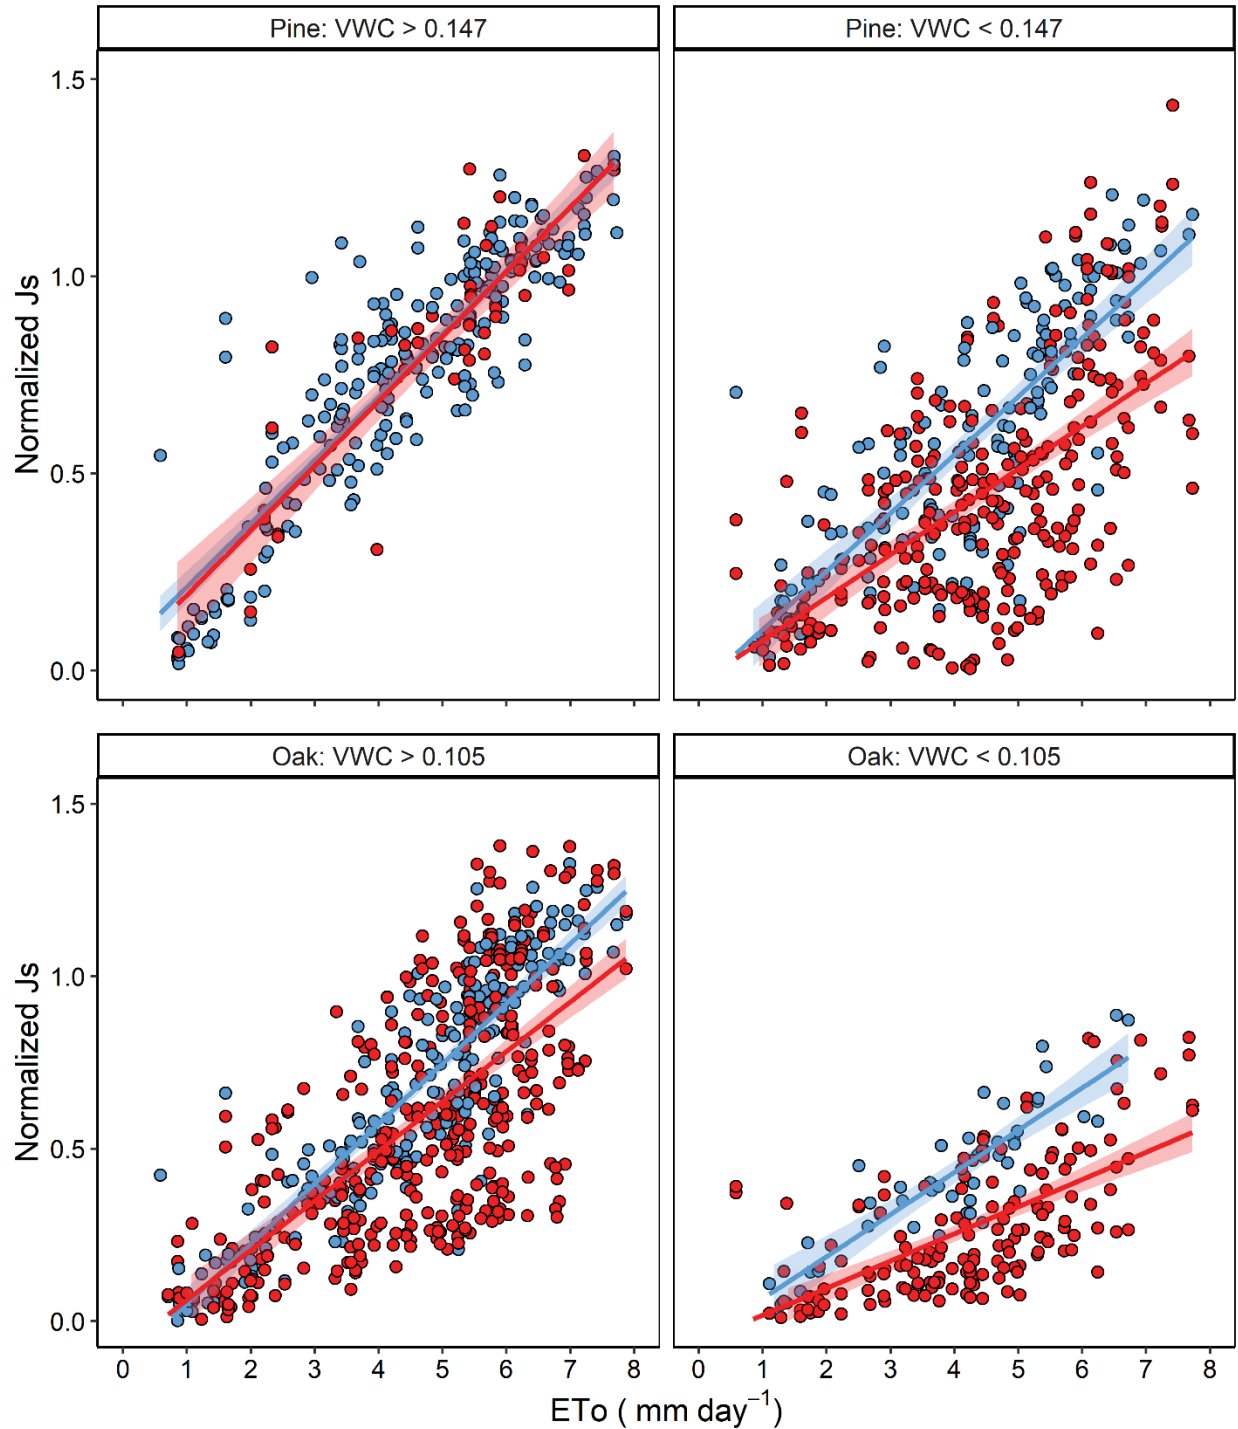 Pine: VWC > 0.147
Pine: VWC < 0.147
1.5
1.0
0.5
0.0
Normalized Js
Oak: VWC > 0.105
Oak: VWC < 0.105
1.5
1.0
0.5
0.0
Normalized Js
0 1 2 3 4 5 6 7 8
0 1 2 3 4 5 6 7 8
ETo ( mm day⁻¹)